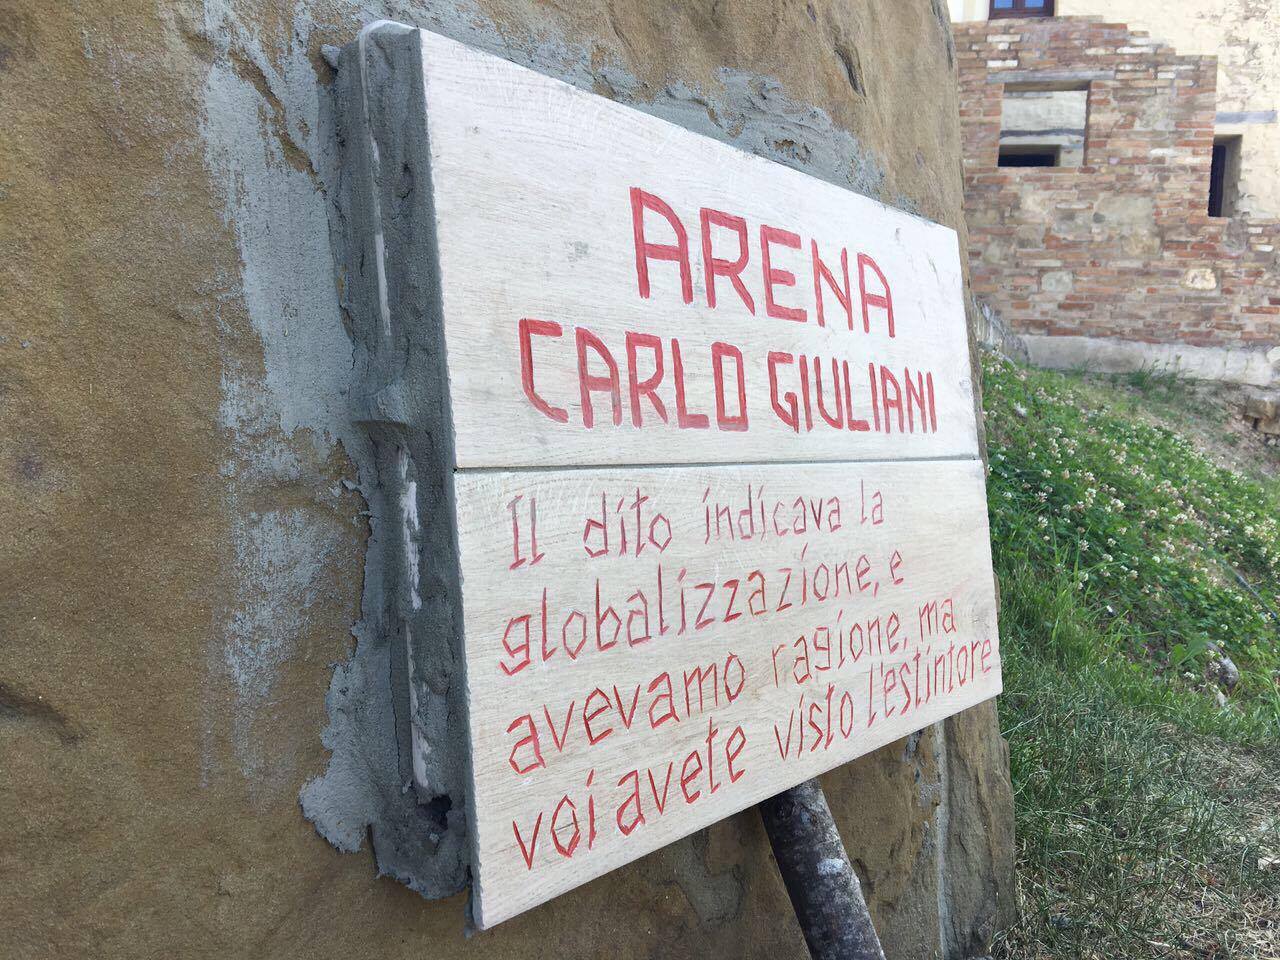 ARENA
CARLO GIULIANI
Il dito indicava la
globalizzazione, e
avevamo ragione, ma
voi avete visto l'estintore